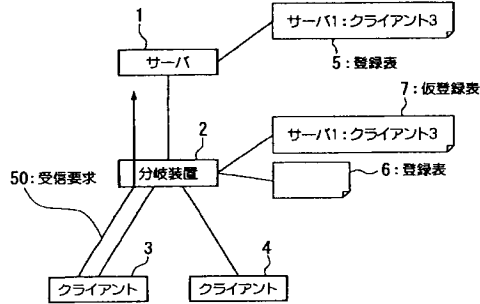 1
サーバ
サーバ1:クライアント3
5:登録表
7:仮登録表
2
分岐装置
サーバ1:クライアント3
6:登録表
50:受信要求
3
クライアント
4
クライアント